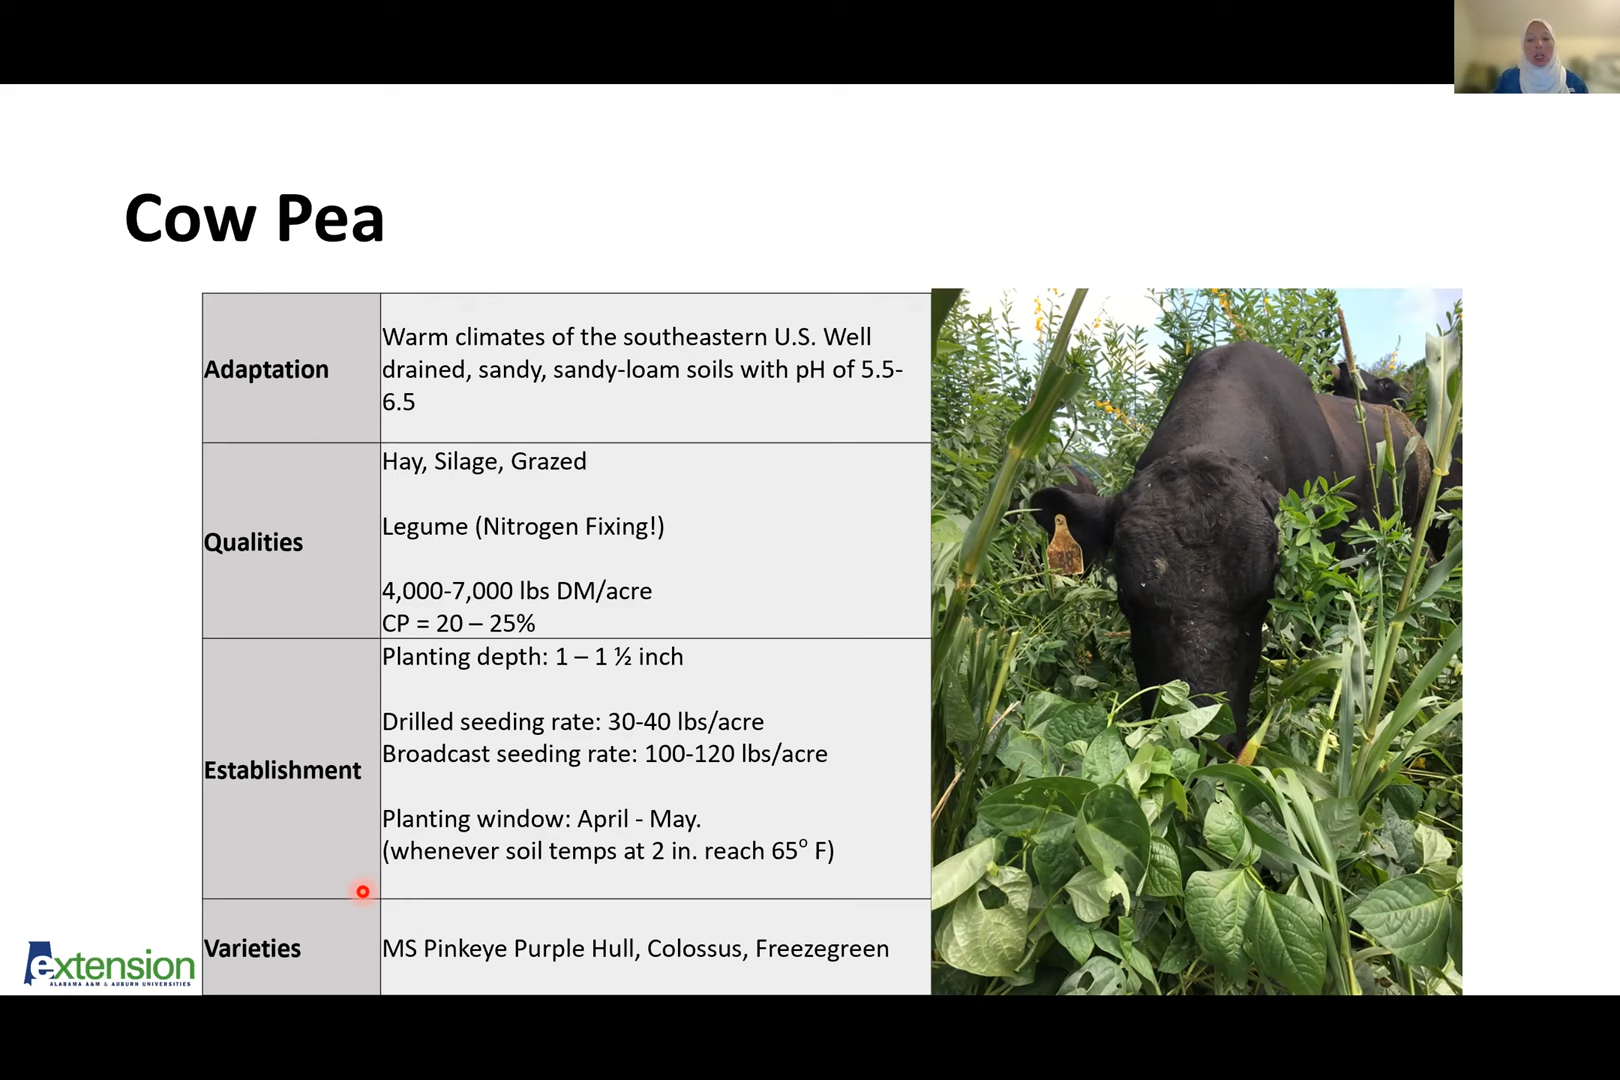 Cow Pea
Adaptation
Warm climates of the southeastern U.S. Well
drained, sandy, sandy-loam soils with pH of 5.5-
6.5
Qualities
Hay, Silage, Grazed
Legume (Nitrogen Fixing!)
4,000-7,000 lbs DM/acre
CP = 20 – 25%
Establishment
Planting depth: 1 – 1 ½ inch
Drilled seeding rate: 30-40 lbs/acre
Broadcast seeding rate: 100-120 lbs/acre
Planting window: April - May.
(whenever soil temps at 2 in. reach 65° F)
Varieties
MS Pinkeye Purple Hull, Colossus, Freezegreen
extension
ALABAMA A&M & AUBURN UNIVERSITIES